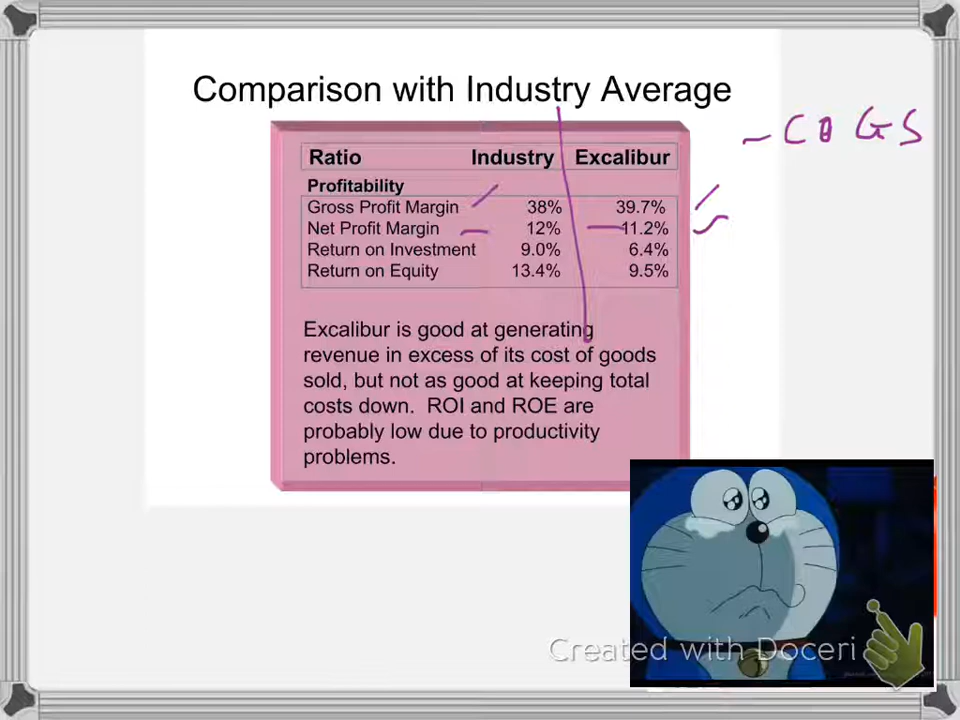 Comparison with Industry Average
- COGS
Ratio Industry Excalibur
Profitability
Gross Profit Margin 38% 39.7%
Net Profit Margin 12% 11.2%
Return on Investment 9.0% 6.4%
Return on Equity 13.4% 9.5%
Excalibur is good at generating
revenue in excess of its cost of goods
sold, but not as good at keeping total
costs down. ROI and ROE are
probably low due to productivity
problems.
Created with Doceri